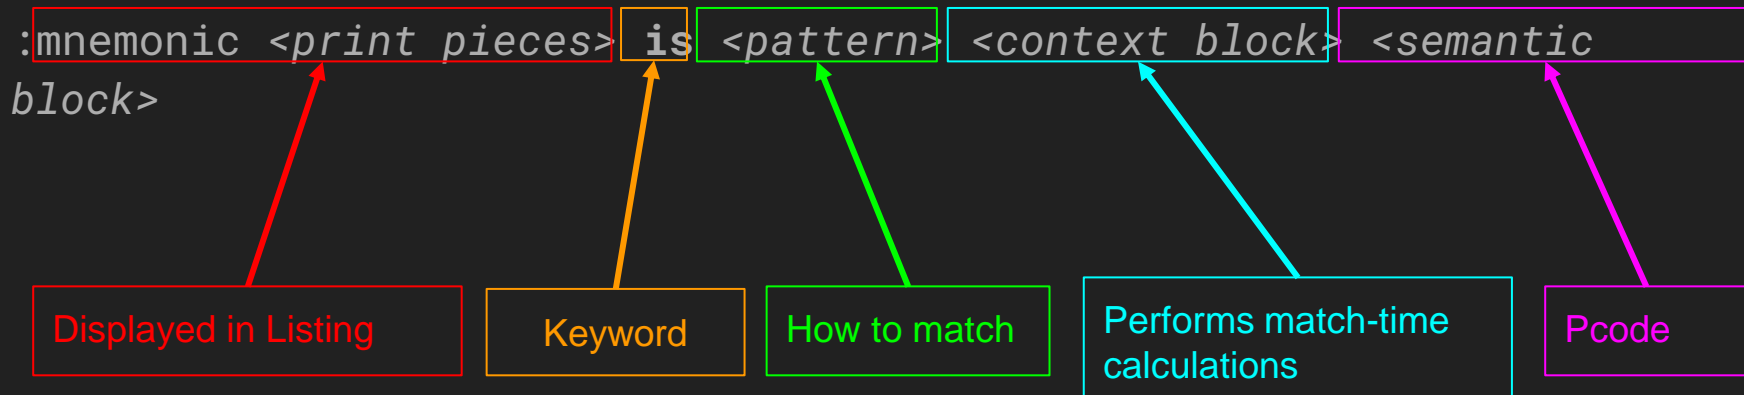 :mnemonic <print pieces> is <pattern> <context block> <semantic
block>
Displayed in Listing
Keyword
How to match
Performs match-time
calculations
Pcode